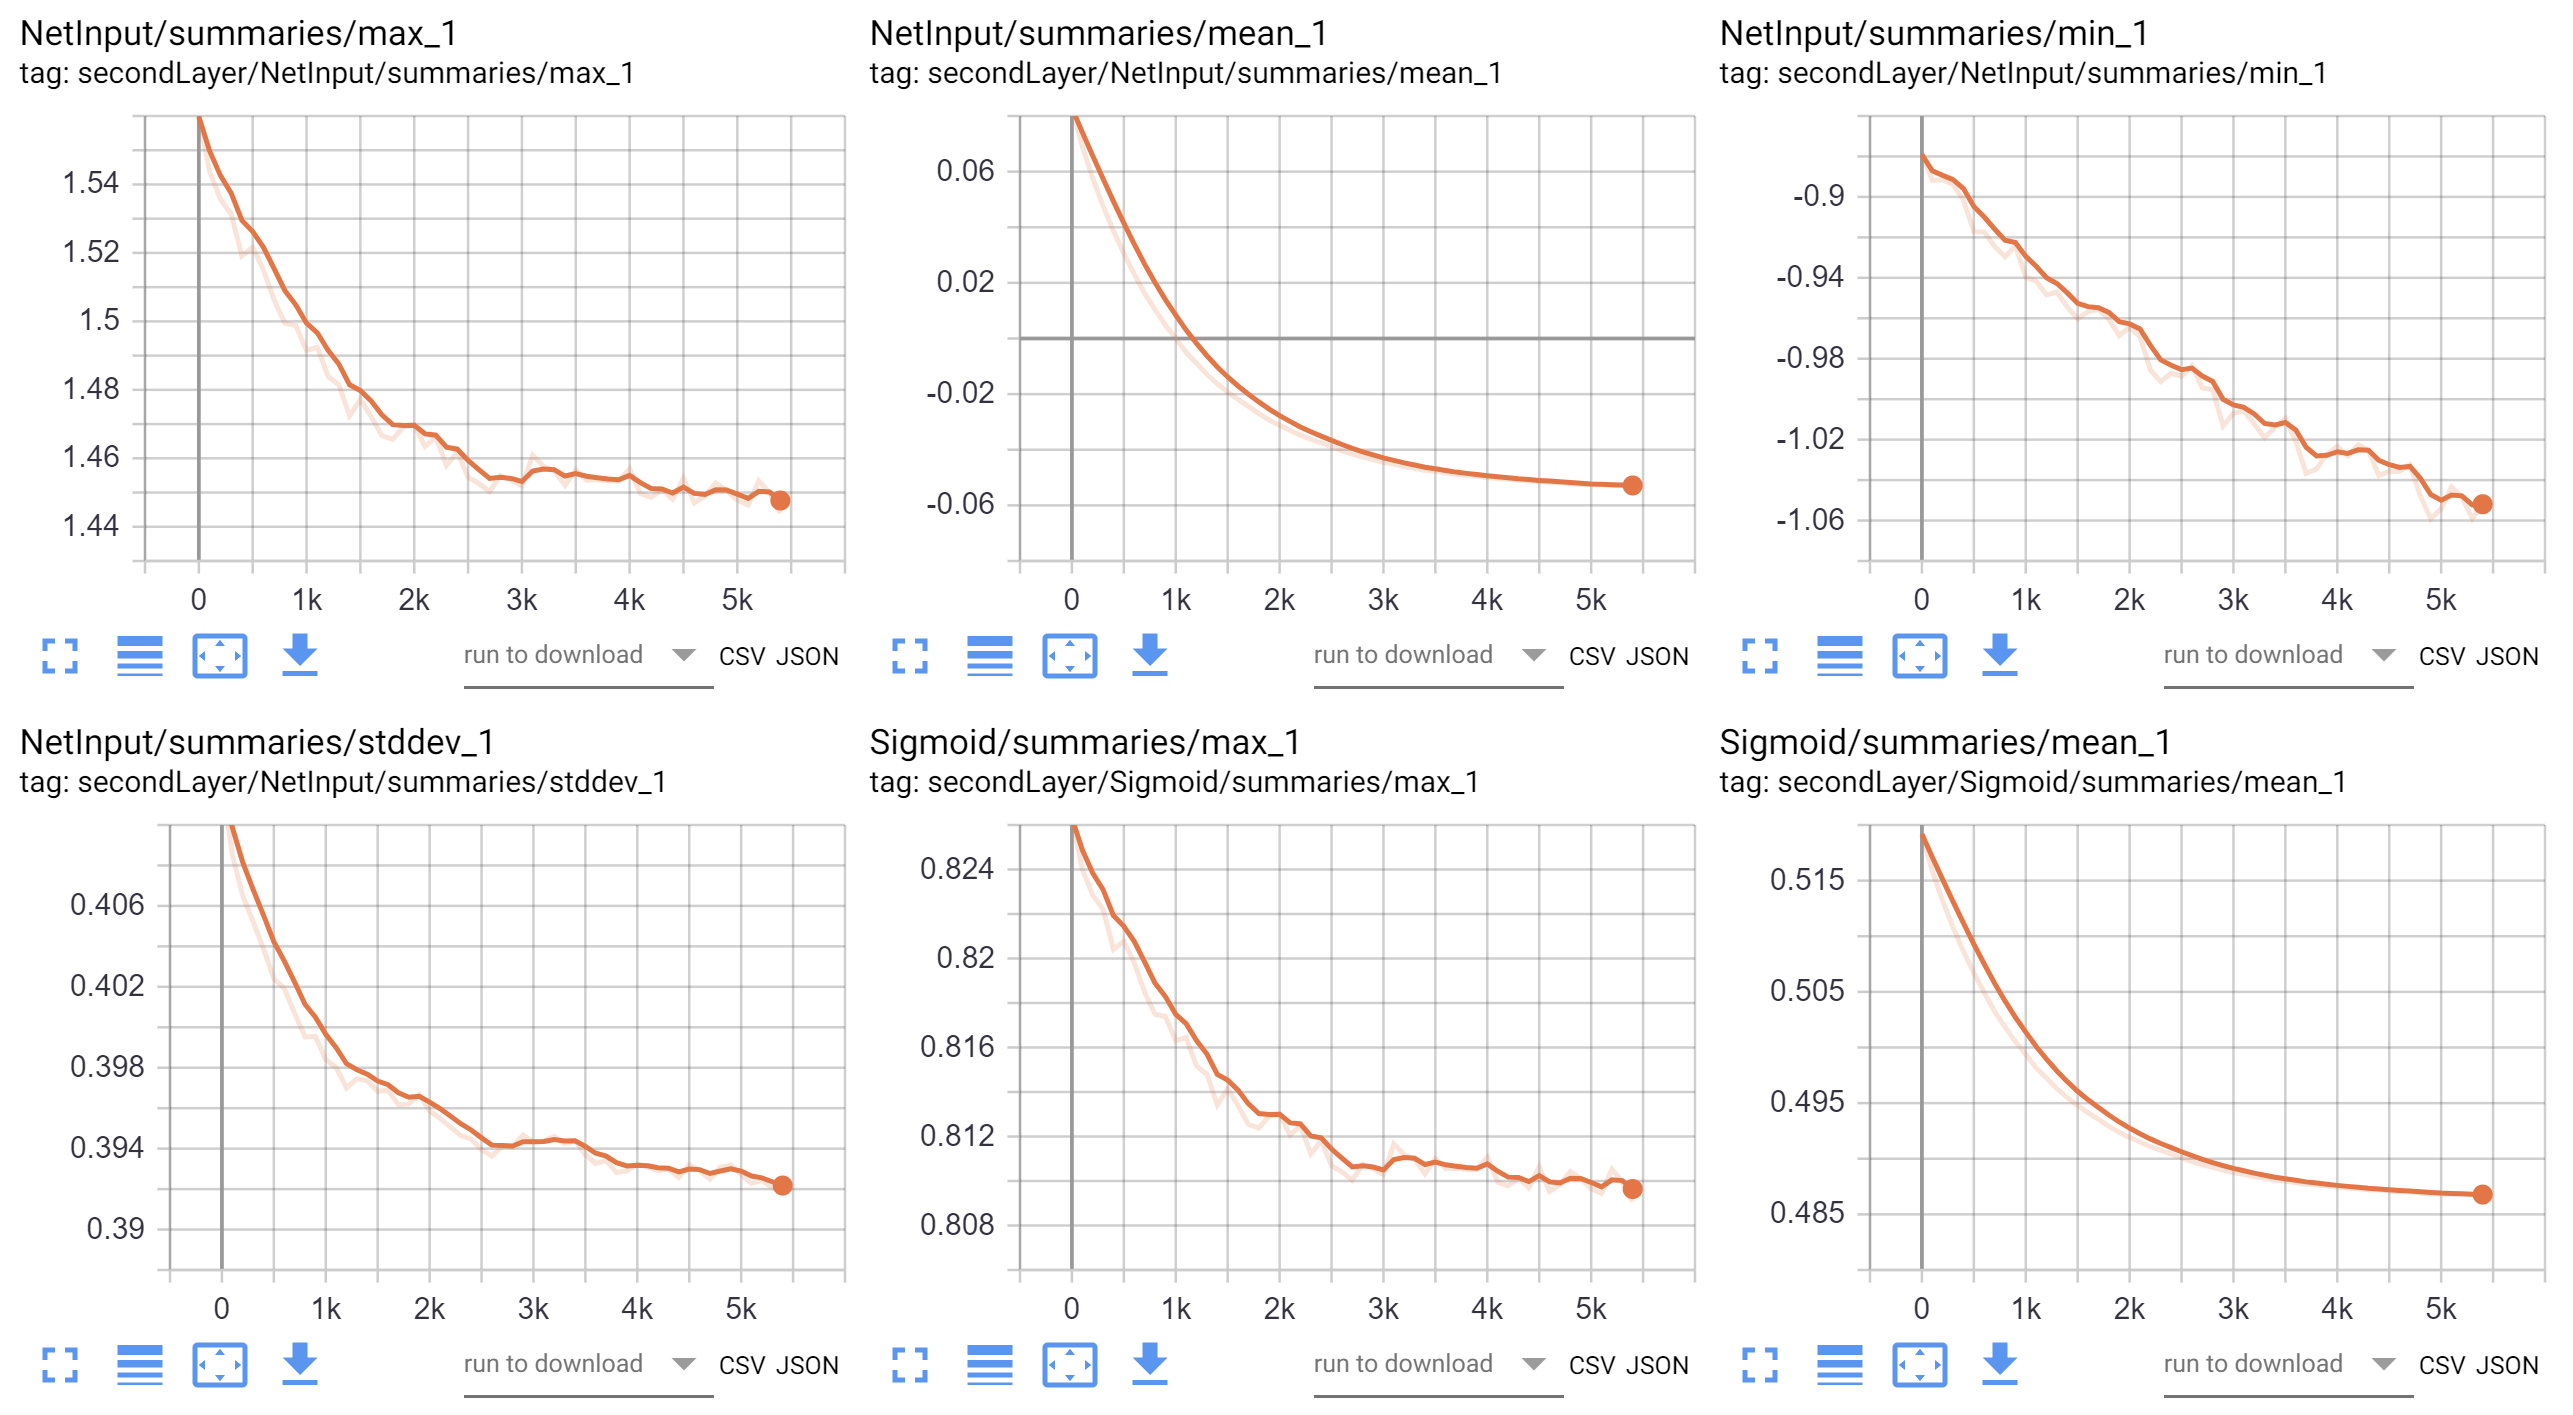 NetInput/summaries/max_1
tag: secondLayer/NetInput/summaries/max_1
1.54
1.52
1.5
1.48
1.46
1.44
0 1k 2k 3k 4k 5k
run to download CSV JSON
NetInput/summaries/mean_1
tag: secondLayer/NetInput/summaries/mean_1
0.06
0.02
-0.02
-0.06
0 1k 2k 3k 4k 5k
run to download CSV JSON
NetInput/summaries/min_1
tag: secondLayer/NetInput/summaries/min_1
-0.9
-0.94
-0.98
-1.02
-1.06
0 1k 2k 3k 4k 5k
run to download CSV JSON
NetInput/summaries/stddev_1
tag: secondLayer/NetInput/summaries/stddev_1
0.406
0.402
0.398
0.394
0.39
0 1k 2k 3k 4k 5k
run to download CSV JSON
Sigmoid/summaries/max_1
tag: secondLayer/Sigmoid/summaries/max_1
0.824
0.82
0.816
0.812
0.808
0 1k 2k 3k 4k 5k
run to download CSV JSON
Sigmoid/summaries/mean_1
tag: secondLayer/Sigmoid/summaries/mean_1
0.515
0.505
0.495
0.485
0 1k 2k 3k 4k 5k
run to download CSV JSON